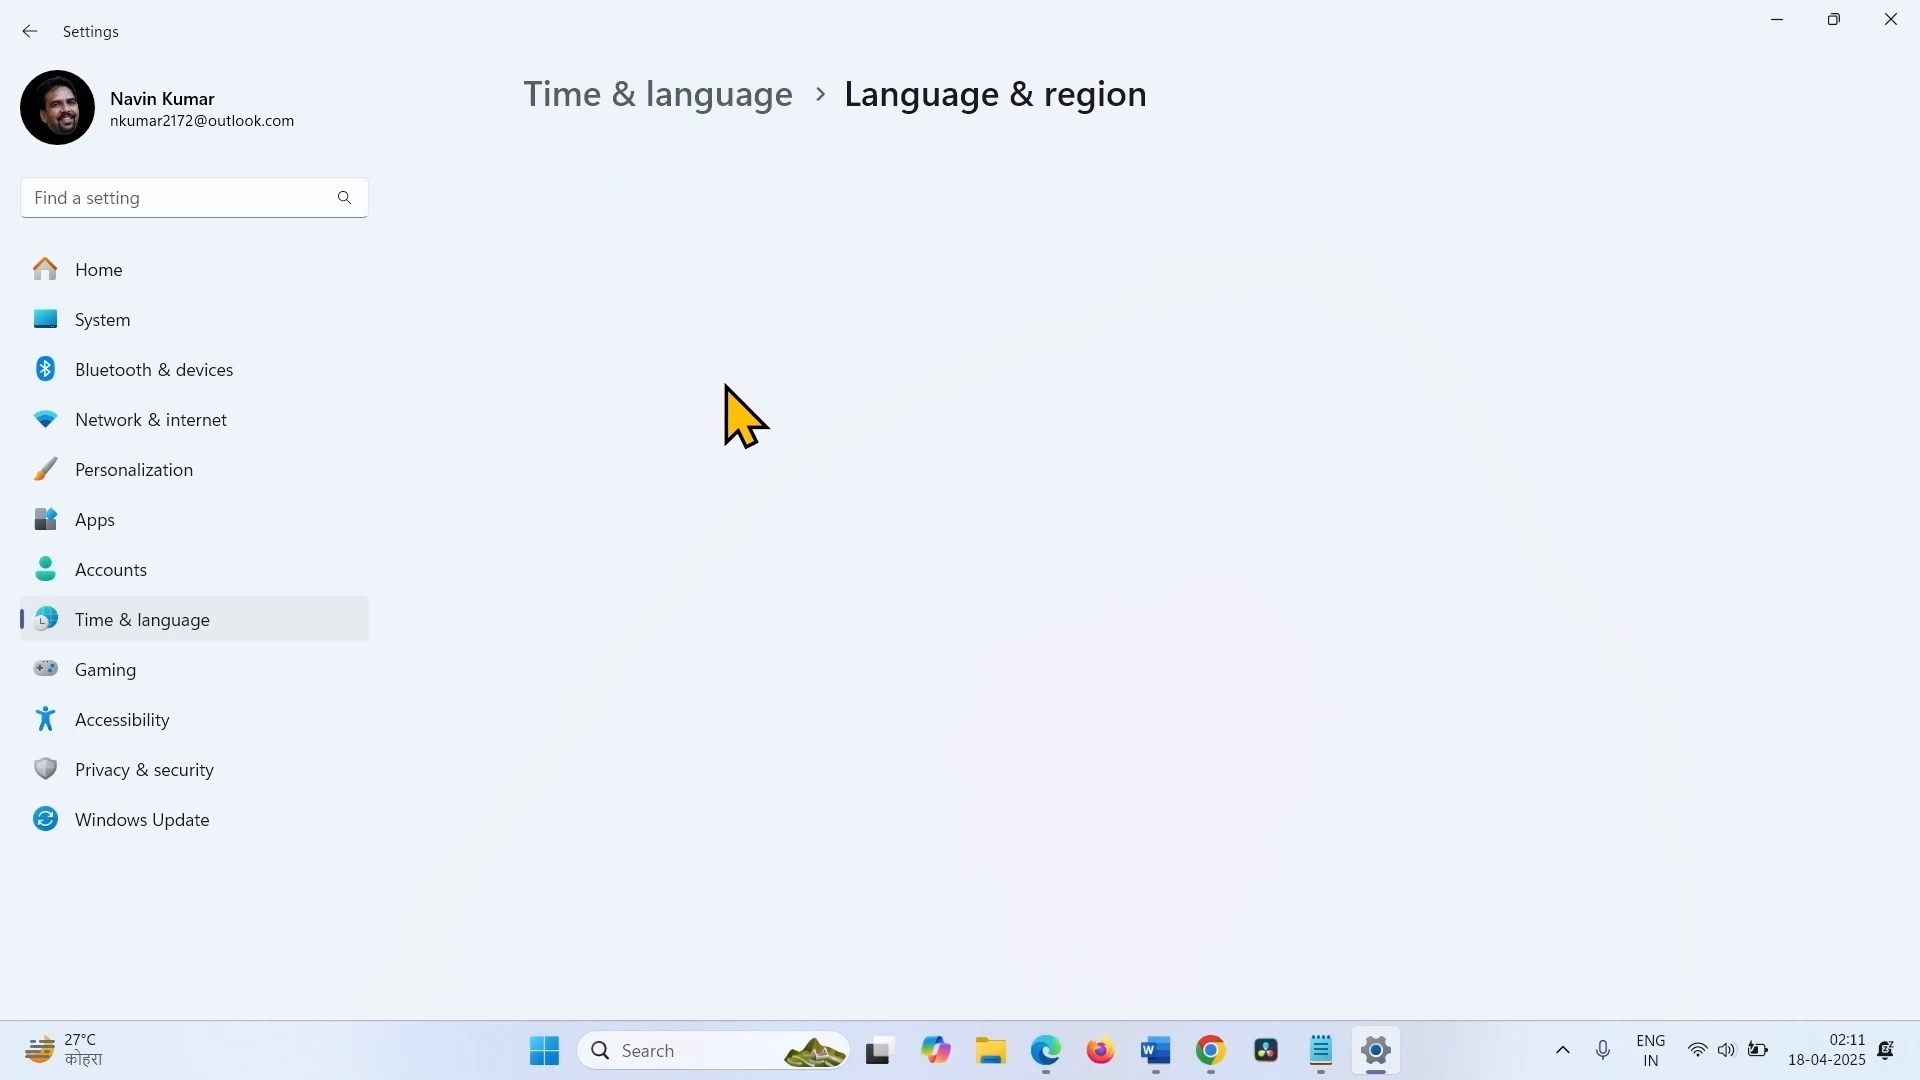 Settings
Navin Kumar
nkumar2172@outlook.com
Time & language > Language & region
Find a setting
Home
System
Bluetooth & devices
Network & internet
Personalization
Apps
Accounts
Time & language
Gaming
Accessibility
Privacy & security
Windows Update
27°C
कोहरा
Search
ENG
IN
02:11
18-04-2025